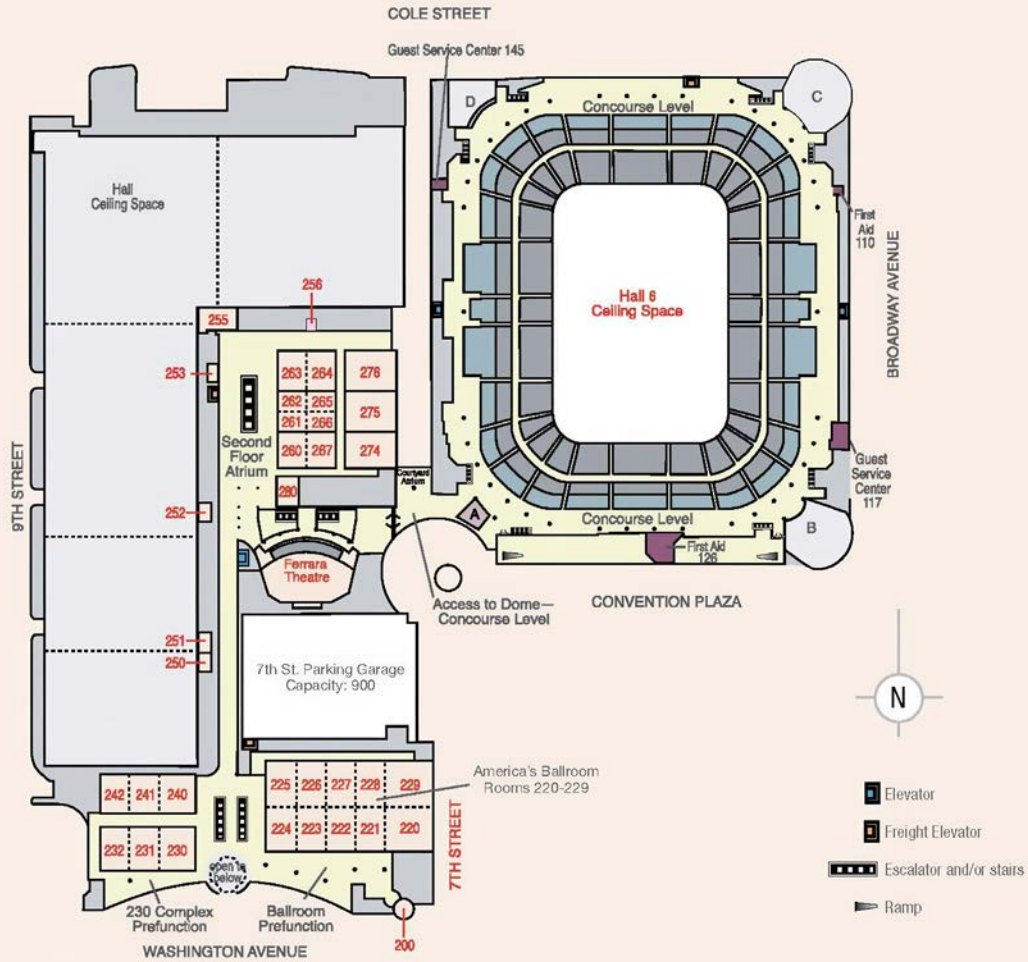 COLE STREET
Guest Service Center 145
D
Concourse Level
C
Hall
Ceiling Space
First
Aid
110
256
255
Hall 6
Ceiling Space
BROADWAY AVENUE
253
263 264
276
262 265
275
261 266
260 267
274
Second
Floor
Atrium
9TH STREET
Courtyard
Atrium
280
252
A
Concourse Level
B
Guest
Service
Center
117
First Aid
126
Ferrara
Theatre
Access to Dome—
Concourse Level
CONVENTION PLAZA
251
250
7th St. Parking Garage
Capacity: 900
N
225 226 227 228 229
America's Ballroom
Rooms 220-229
242 241 240
224 223 222 221 220
232 231 230
7TH STREET
open to
below
230 Complex
Prefunction
Ballroom
Prefunction
200
WASHINGTON AVENUE
Elevator
Freight Elevator
Escalator and/or stairs
Ramp